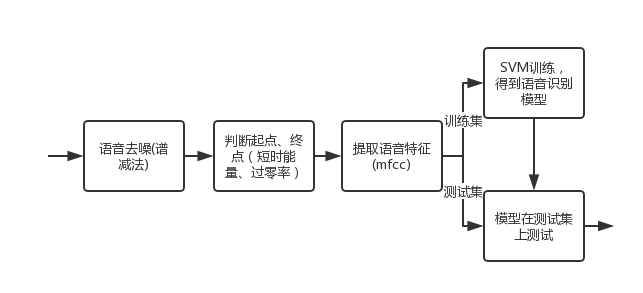 语音去噪(谱
减法)
判断起点、终
点（短时能
量、过零率）
提取语音特征
(mfcc)
训练集
测试集
SVM训练，
得到语音识别
模型
模型在测试集
上测试